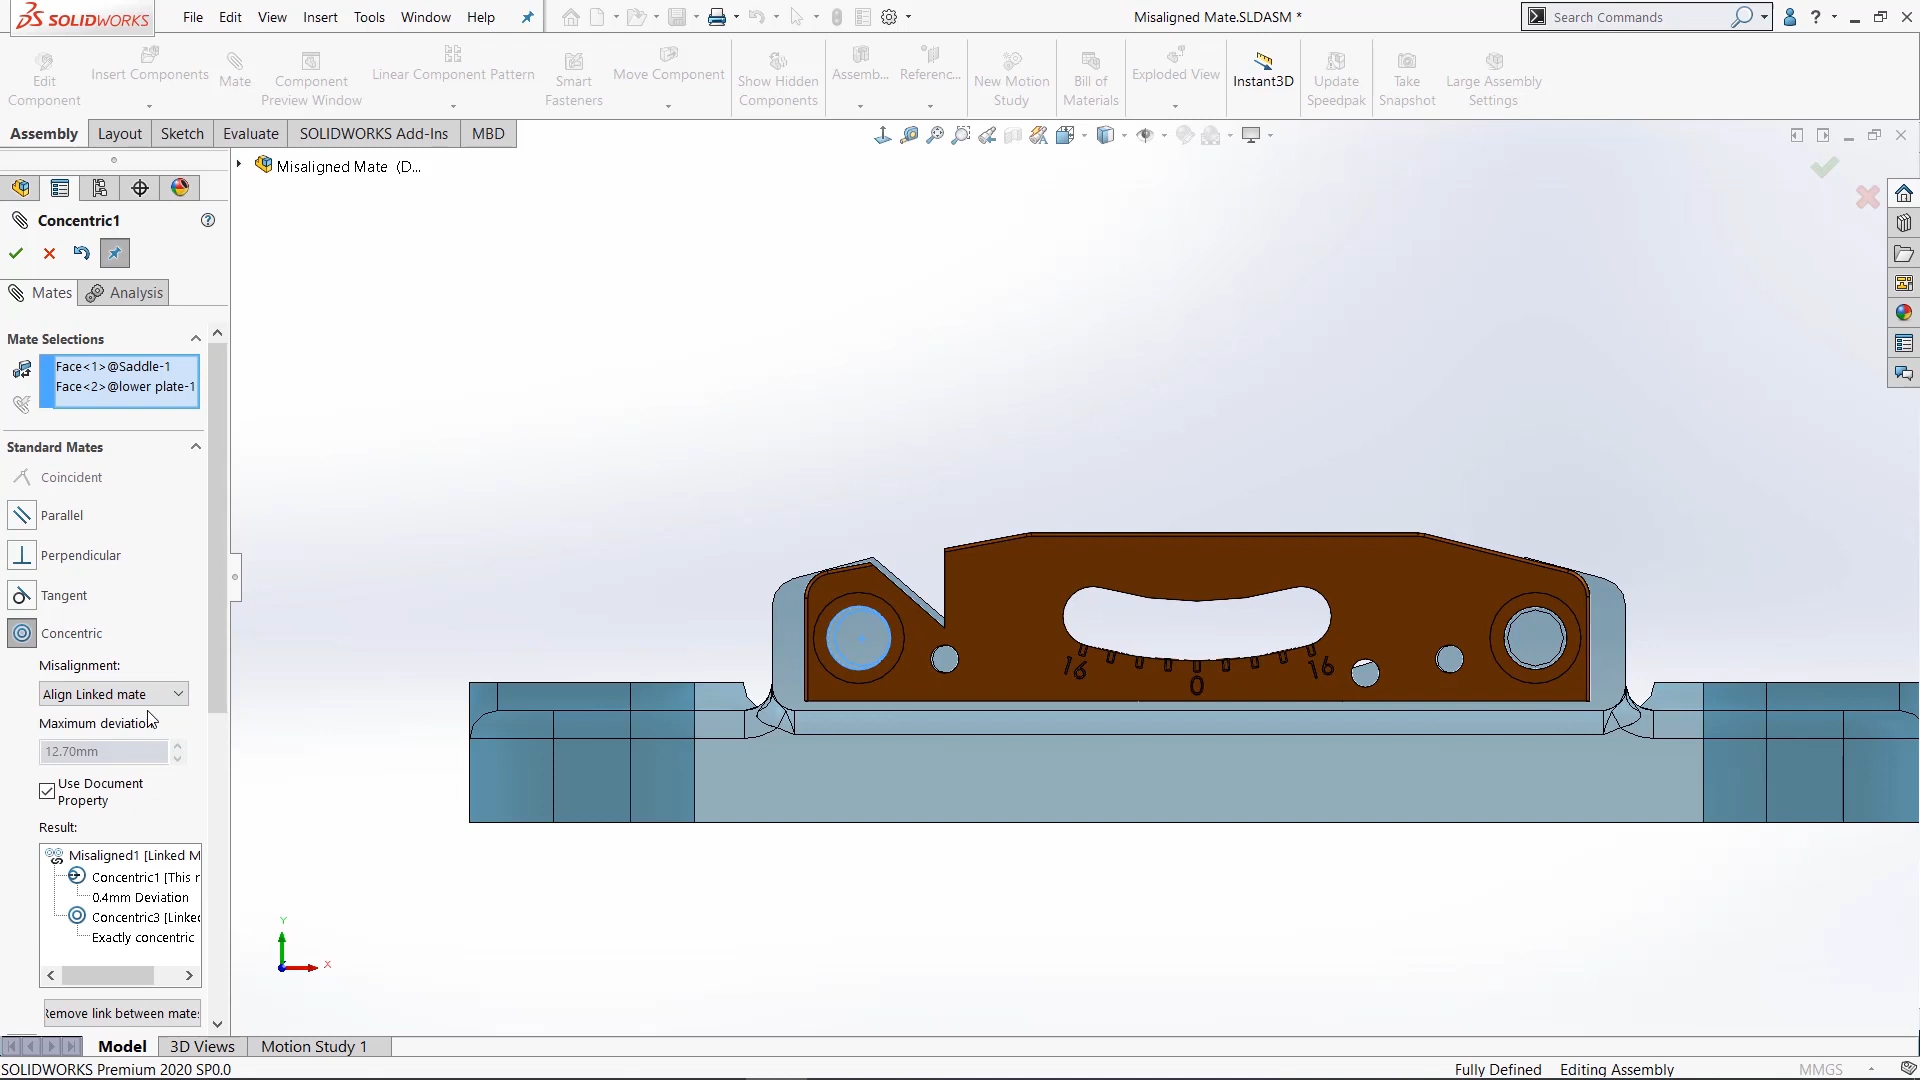 SOLIDWORKS
File Edit View Insert Tools Window Help
Misaligned Mate.SLDASM *
Search Commands
?
Edit Component
Insert Components
Mate
Component Preview Window
Linear Component Pattern
Smart Fasteners
Move Component
Show Hidden Components
Assemb...
Referenc...
New Motion Study
Bill of Materials
Exploded View
Instant3D
Update Speedpak
Take Snapshot
Large Assembly Settings
Assembly Layout Sketch Evaluate SOLIDWORKS Add-Ins MBD
Misaligned Mate (D...
Concentric1
?
Mates Analysis
Mate Selections
Face<1>@Saddle-1
Face<2>@lower plate-1
Standard Mates
Coincident
Parallel
Perpendicular
Tangent
Concentric
Misalignment:
Align Linked mate
Maximum deviation
12.70mm
Use Document
Property
Result:
Misaligned1 [Linked M
Concentric1 [This r
0.4mm Deviation
Concentric3 [Linked
Exactly concentric
Remove link between mates
16 0 16
Y
X
Model 3D Views Motion Study 1
SOLIDWORKS Premium 2020 SP0.0
Fully Defined Editing Assembly MMGS